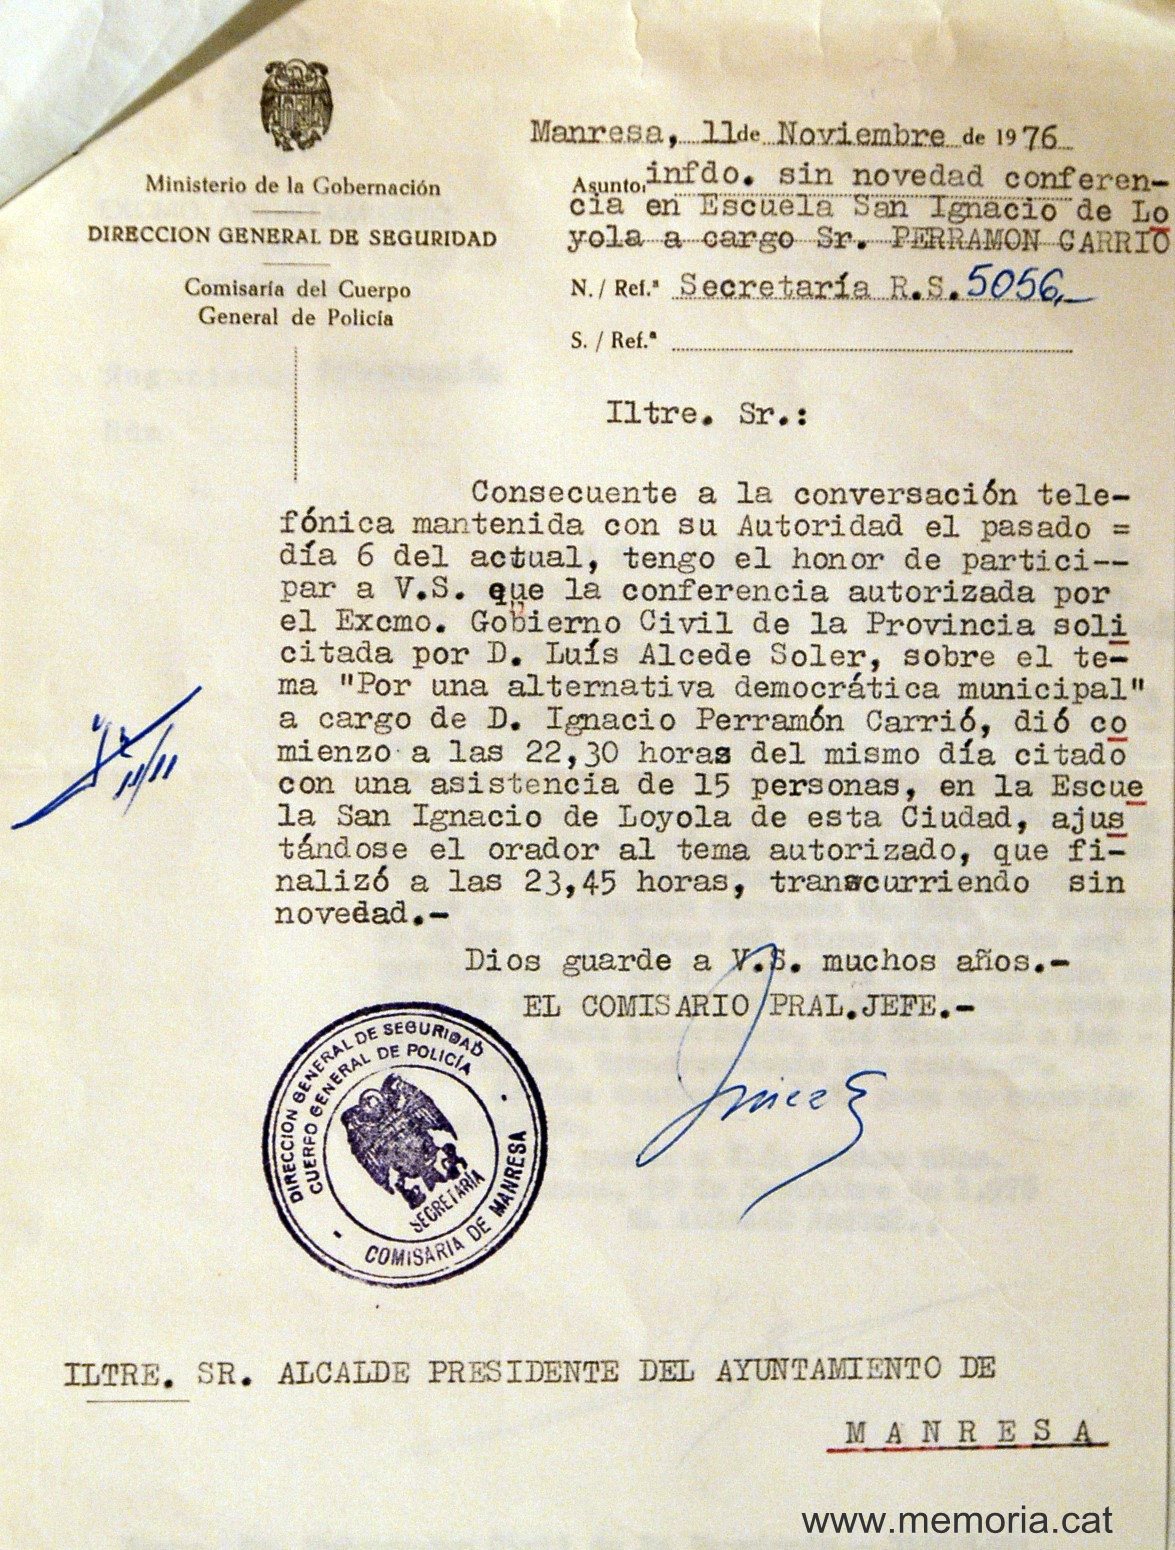 Ministerio de la Gobernación
DIRECCION GENERAL DE SEGURIDAD
Comisaría del Cuerpo
General de Policía
Manresa, 11 de Noviembre de 1976
Asunto, infdo. sin novedad conferen-
cia en Escuela San Ignacio de Lo
yola a cargo Sr. PERRAMON CARRIO
N./Ref.ª Secretaría R.S. 5056.-
S./Ref.ª
Iltre. Sr.:
Consecuente a la conversación tele-
fónica mantenida con su Autoridad el pasado =
día 6 del actual, tengo el honor de partici--
par a V.S. que la conferencia autorizada por
el Excmo. Gobierno Civil de la Provincia soli
citada por D. Luís Alcede Soler, sobre el te-
ma "Por una alternativa democrática municipal"
a cargo de D. Ignacio Perramón Carrió, dió co
mienzo a las 22,30 horas del mismo día citado
con una asistencia de 15 personas, en la Escue
la San Ignacio de Loyola de esta Ciudad, ajus
tándose el orador al tema autorizado, que fi-
nalizó a las 23,45 horas, transcurriendo sin
novedad.-
Dios guarde a V.S. muchos años.-
EL COMISARIO PRAL.JEFE.-
DIRECCION GENERAL DE SEGURIDAD
CUERPO GENERAL DE POLICÍA
SECRETARÍA
- COMISARIA DE MANRESA -
ILTRE. SR. ALCALDE PRESIDENTE DEL AYUNTAMIENTO DE
M A N R E S A
www.memoria.cat